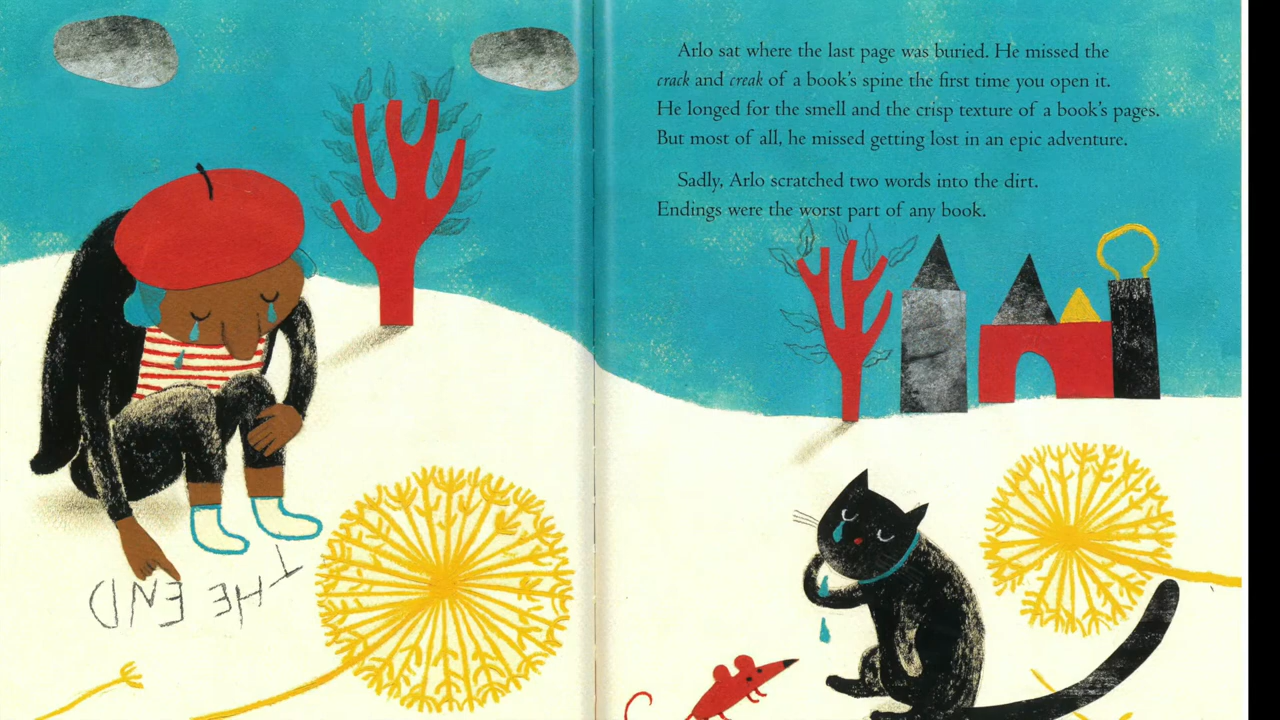 THE END
Arlo sat where the last page was buried. He missed the
crack and creak of a book's spine the first time you open it.
He longed for the smell and the crisp texture of a book's pages.
But most of all, he missed getting lost in an epic adventure.
Sadly, Arlo scratched two words into the dirt.
Endings were the worst part of any book.